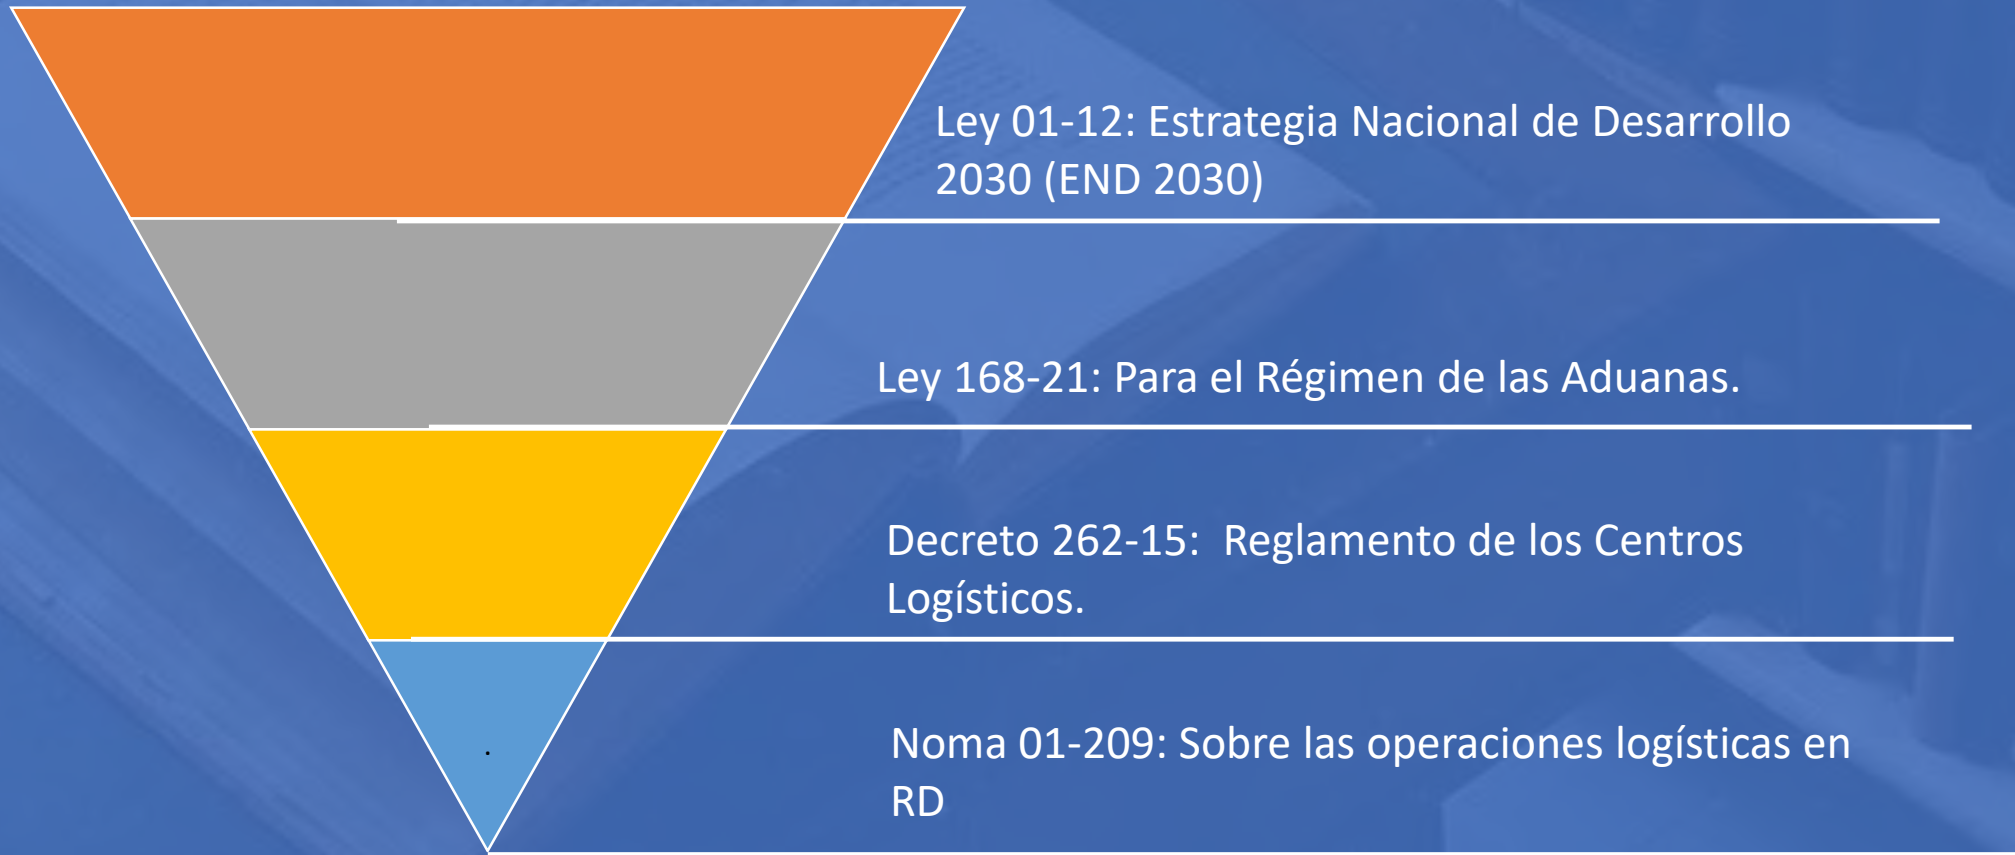 Ley 01-12: Estrategia Nacional de Desarrollo
2030 (END 2030)
Ley 168-21: Para el Régimen de las Aduanas.
Decreto 262-15:  Reglamento de los Centros
Logísticos.
.
Noma 01-209: Sobre las operaciones logísticas en
RD